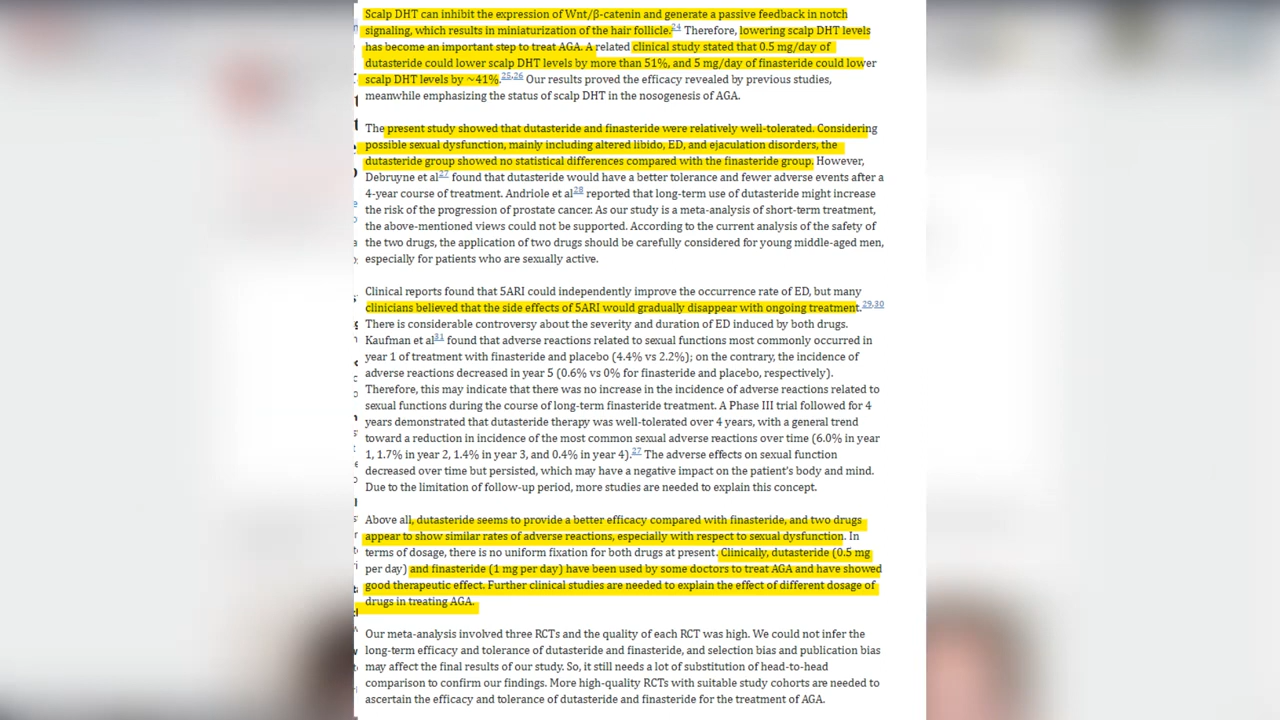 Scalp DHT can inhibit the expression of Wnt/β-catenin and generate a passive feedback in notch
signaling, which results in miniaturization of the hair follicle.24 Therefore, lowering scalp DHT levels
has become an important step to treat AGA. A related clinical study stated that 0.5 mg/day of
dutasteride could lower scalp DHT levels by more than 51%, and 5 mg/day of finasteride could lower
scalp DHT levels by ~41%.25,26 Our results proved the efficacy revealed by previous studies,
meanwhile emphasizing the status of scalp DHT in the nosogenesis of AGA.
The present study showed that dutasteride and finasteride were relatively well-tolerated. Considering
possible sexual dysfunction, mainly including altered libido, ED, and ejaculation disorders, the
dutasteride group showed no statistical differences compared with the finasteride group. However,
Debruyne et al27 found that dutasteride would have a better tolerance and fewer adverse events after a
4-year course of treatment. Andriole et al28 reported that long-term use of dutasteride might increase
the risk of the progression of prostate cancer. As our study is a meta-analysis of short-term treatment,
the above-mentioned views could not be supported. According to the current analysis of the safety of
the two drugs, the application of two drugs should be carefully considered for young middle-aged men,
especially for patients who are sexually active.
Clinical reports found that 5ARI could independently improve the occurrence rate of ED, but many
clinicians believed that the side effects of 5ARI would gradually disappear with ongoing treatment.29,30
There is considerable controversy about the severity and duration of ED induced by both drugs.
Kaufman et al31 found that adverse reactions related to sexual functions most commonly occurred in
year 1 of treatment with finasteride and placebo (4.4% vs 2.2%); on the contrary, the incidence of
adverse reactions decreased in year 5 (0.6% vs 0% for finasteride and placebo, respectively).
Therefore, this may indicate that there was no increase in the incidence of adverse reactions related to
sexual functions during the course of long-term finasteride treatment. A Phase III trial followed for 4
years demonstrated that dutasteride therapy was well-tolerated over 4 years, with a general trend
toward a reduction in incidence of the most common sexual adverse reactions over time (6.0% in year
1, 1.7% in year 2, 1.4% in year 3, and 0.4% in year 4).27 The adverse effects on sexual function
decreased over time but persisted, which may have a negative impact on the patient's body and mind.
Due to the limitation of follow-up period, more studies are needed to explain this concept.
Above all, dutasteride seems to provide a better efficacy compared with finasteride, and two drugs
appear to show similar rates of adverse reactions, especially with respect to sexual dysfunction. In
terms of dosage, there is no uniform fixation for both drugs at present. Clinically, dutasteride (0.5 mg
per day) and finasteride (1 mg per day) have been used by some doctors to treat AGA and have showed
good therapeutic effect. Further clinical studies are needed to explain the effect of different dosage of
drugs in treating AGA.
Our meta-analysis involved three RCTs and the quality of each RCT was high. We could not infer the
long-term efficacy and tolerance of dutasteride and finasteride, and selection bias and publication bias
may affect the final results of our study. So, it still needs a lot of substitution of head-to-head
comparison to confirm our findings. More high-quality RCTs with suitable study cohorts are needed to
ascertain the efficacy and tolerance of dutasteride and finasteride for the treatment of AGA.